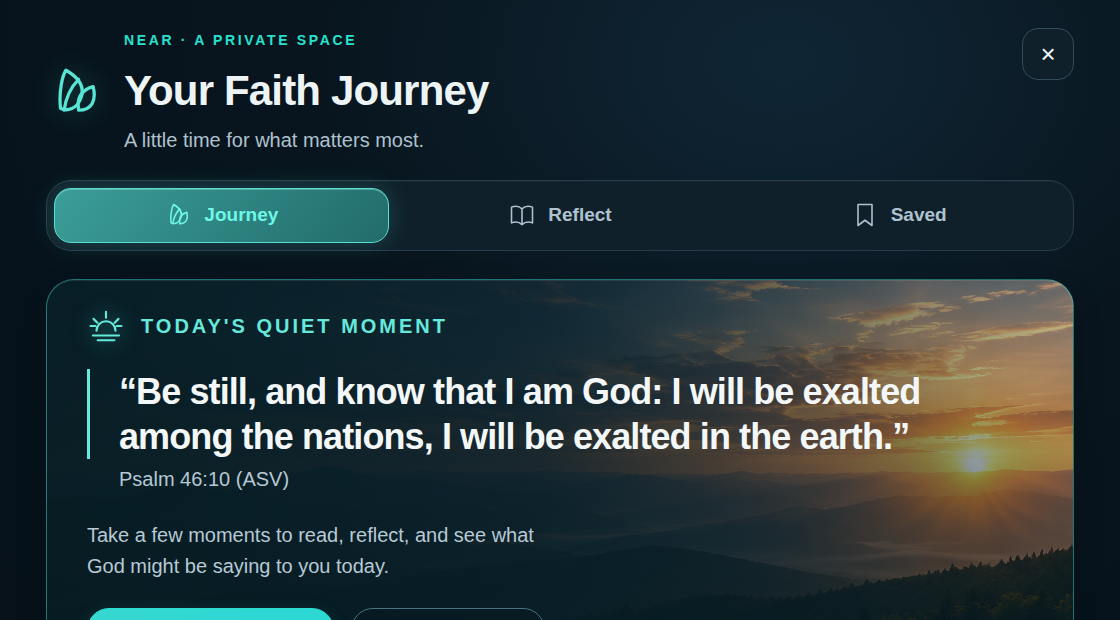 NEAR · A PRIVATE SPACE
Your Faith Journey
A little time for what matters most.
Journey
Reflect
Saved
TODAY'S QUIET MOMENT
“Be still, and know that I am God: I will be exalted
among the nations, I will be exalted in the earth.”
Psalm 46:10 (ASV)
Take a few moments to read, reflect, and see what
God might be saying to you today.